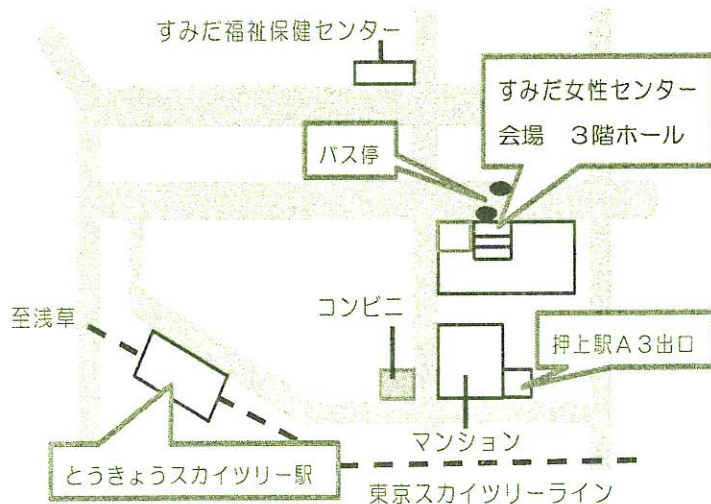 すみだ福祉保健センター
すみだ女性センター
会場　3階ホール
バス停
コンビニ
至浅草
押上駅A3出口
マンション
とうきょうスカイツリー駅
東京スカイツリーライン